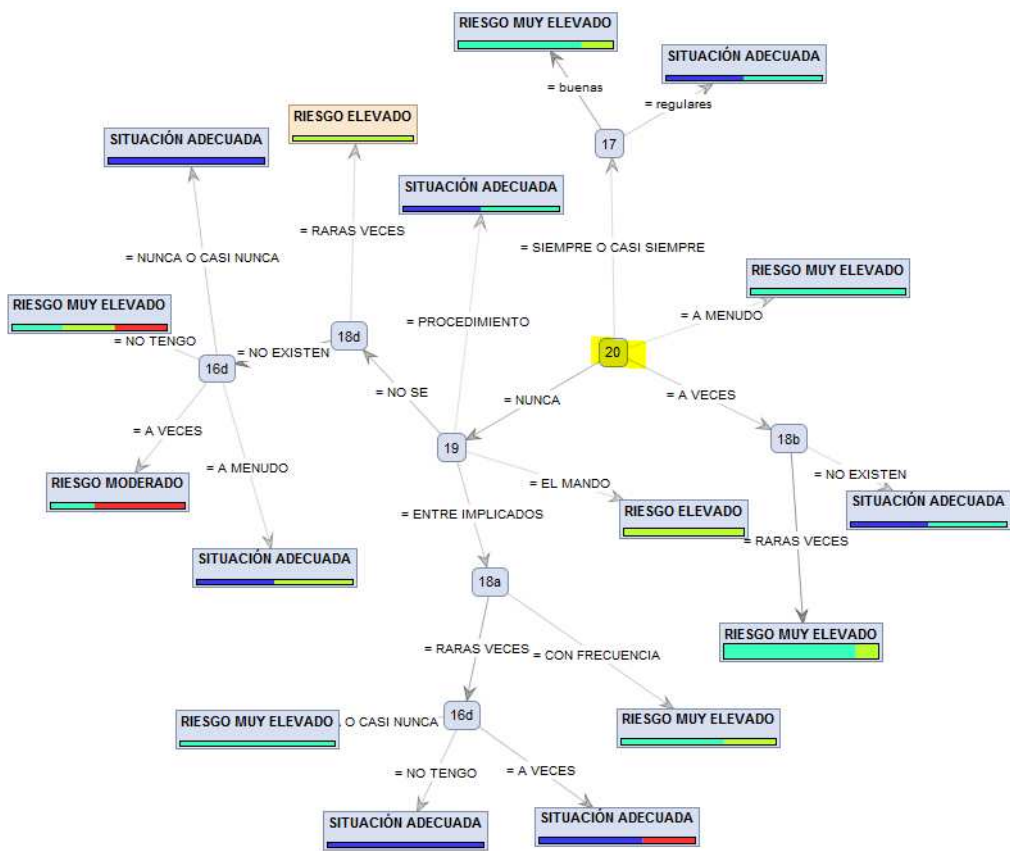 RIESGO MUY ELEVADO
SITUACIÓN ADECUADA
= buenas
= regulares
RIESGO ELEVADO
SITUACIÓN ADECUADA
17
SITUACIÓN ADECUADA
= RARAS VECES
= SIEMPRE O CASI SIEMPRE
= NUNCA O CASI NUNCA
RIESGO MUY ELEVADO
RIESGO MUY ELEVADO
= A MENUDO
= PROCEDIMIENTO
18d
= NO TENGO
= NO EXISTEN
20
16d
= NO SE
= NUNCA
= A VECES
= A VECES
18b
19
= A MENUDO
= NO EXISTEN
RIESGO MODERADO
= EL MANDO
SITUACIÓN ADECUADA
RIESGO ELEVADO
= ENTRE IMPLICADOS
= RARAS VECES
SITUACIÓN ADECUADA
18a
RIESGO MUY ELEVADO
= RARAS VECES
= CON FRECUENCIA
16d
RIESGO MUY ELEVADO
O CASI NUNCA
RIESGO MUY ELEVADO
= NO TENGO
= A VECES
SITUACIÓN ADECUADA
SITUACIÓN ADECUADA